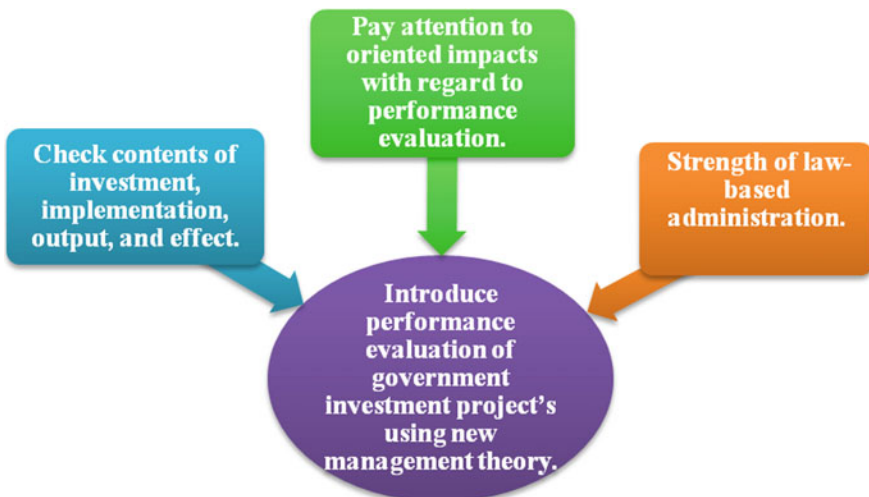 Pay attention to
oriented impacts
with regard to
performance
evaluation.
Check contents of
investment,
implementation,
output, and effect.
Strength of law-
based
administration.
Introduce
performance
evaluation of
government
investment project's
using new
management theory.